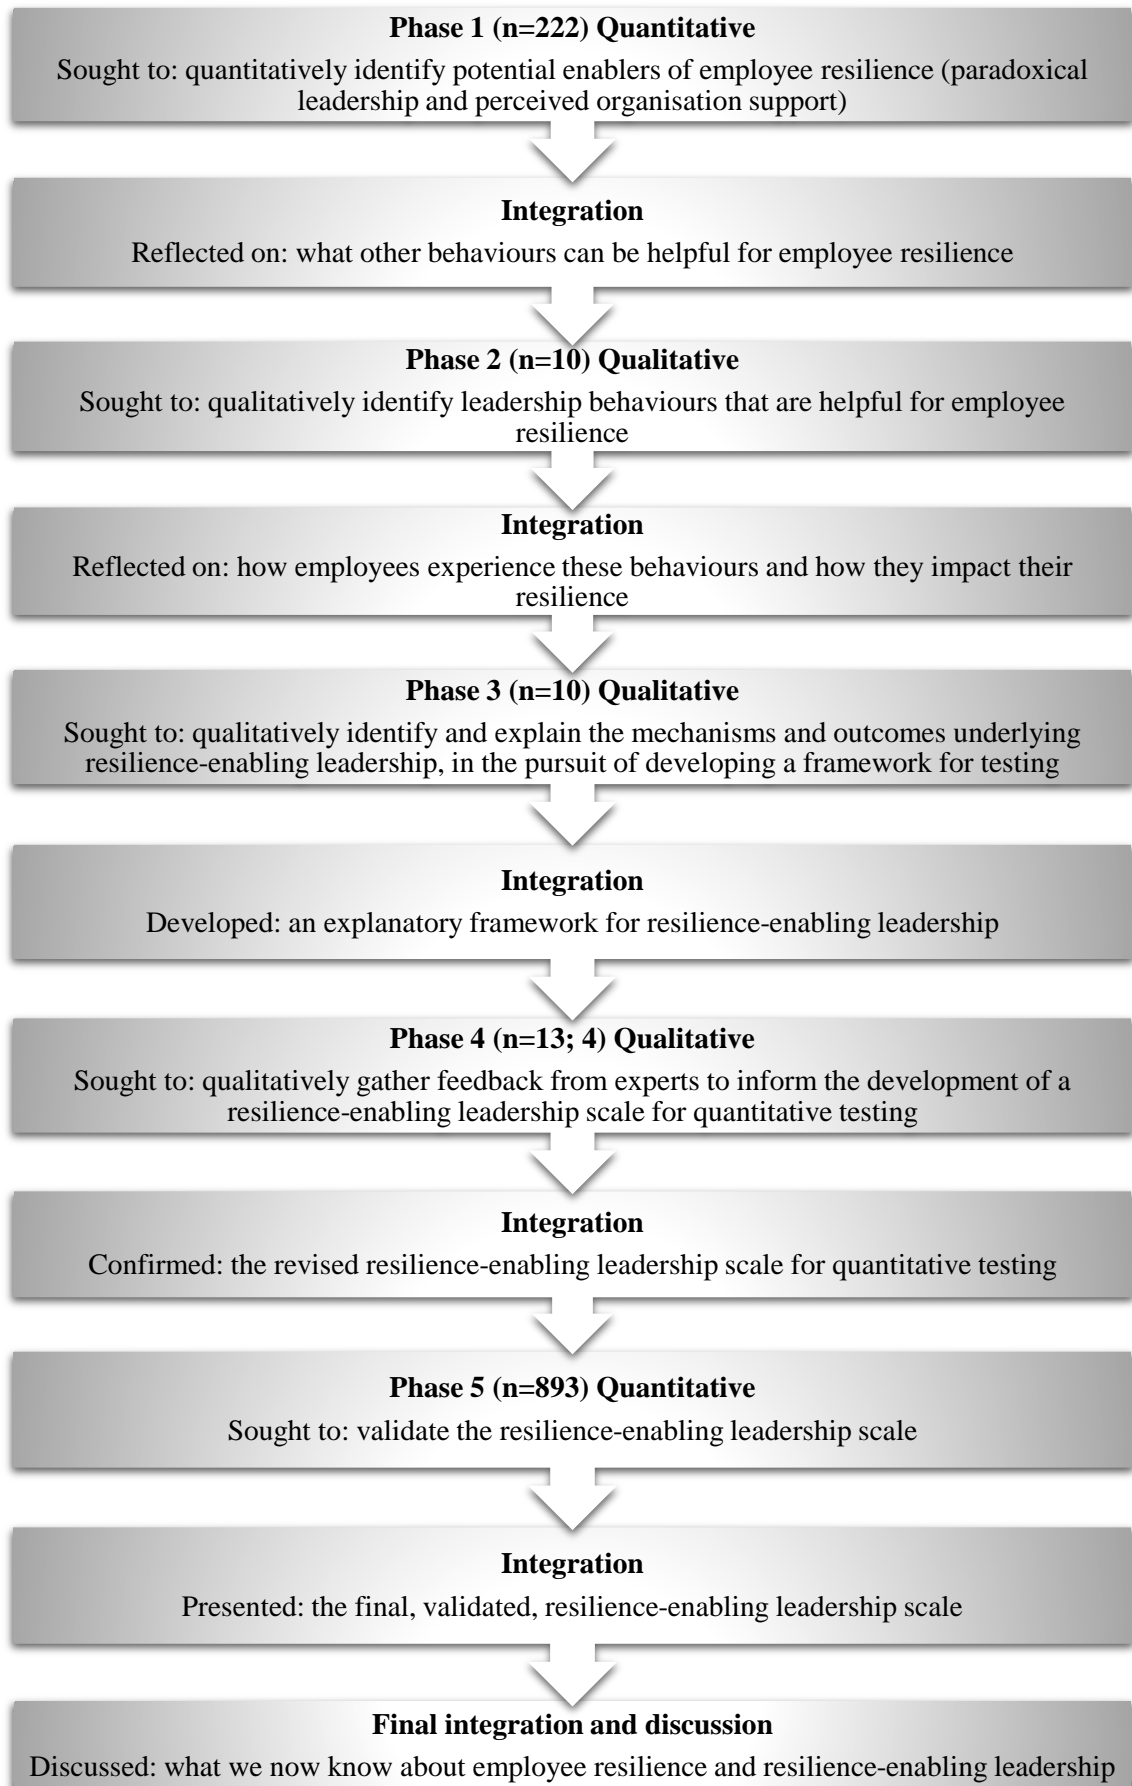 Phase 1 (n=222) Quantitative
Sought to: quantitatively identify potential enablers of employee resilience (paradoxical
leadership and perceived organisation support)
Integration
Reflected on: what other behaviours can be helpful for employee resilience
Phase 2 (n=10) Qualitative
Sought to: qualitatively identify leadership behaviours that are helpful for employee
resilience
Integration
Reflected on: how employees experience these behaviours and how they impact their
resilience
Phase 3 (n=10) Qualitative
Sought to: qualitatively identify and explain the mechanisms and outcomes underlying
resilience-enabling leadership, in the pursuit of developing a framework for testing
Integration
Developed: an explanatory framework for resilience-enabling leadership
Phase 4 (n=13; 4) Qualitative
Sought to: qualitatively gather feedback from experts to inform the development of a
resilience-enabling leadership scale for quantitative testing
Integration
Confirmed: the revised resilience-enabling leadership scale for quantitative testing
Phase 5 (n=893) Quantitative
Sought to: validate the resilience-enabling leadership scale
Integration
Presented: the final, validated, resilience-enabling leadership scale
Final integration and discussion
Discussed: what we now know about employee resilience and resilience-enabling leadership